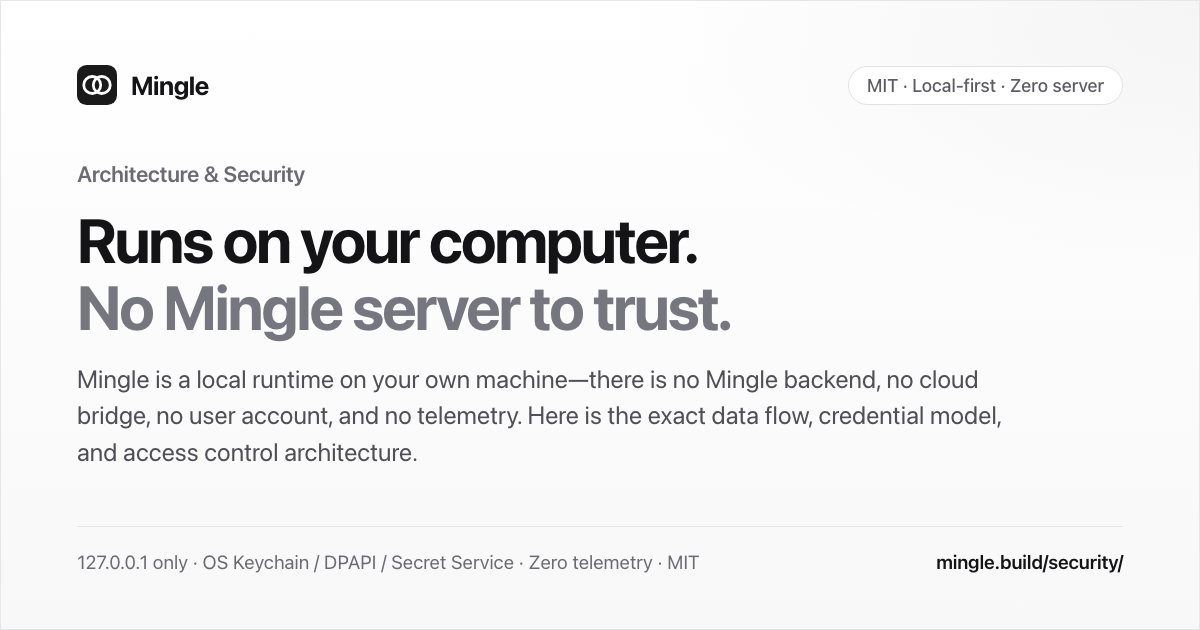 Mingle
MIT · Local-first · Zero server
Architecture & Security
Runs on your computer.
No Mingle server to trust.
Mingle is a local runtime on your own machine—there is no Mingle backend, no cloud
bridge, no user account, and no telemetry. Here is the exact data flow, credential model,
and access control architecture.
127.0.0.1 only · OS Keychain / DPAPI / Secret Service · Zero telemetry · MIT
mingle.build/security/